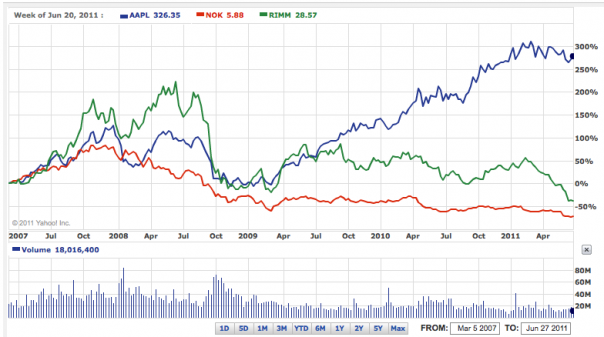 Week of Jun 20, 2011 : AAPL 326.35 NOK 5.88 RIMM 28.57
300%
250%
200%
150%
100%
50%
0%
-50%
© 2011 Yahoo! Inc.
2007 Jul Oct 2008 Apr Jul Oct 2009 Apr Jul Oct 2010 Apr Jul Oct 2011 Apr
Volume 18,016,400
80M
60M
40M
20M
1D 5D 1M 3M YTD 6M 1Y 2Y 5Y Max FROM: Mar 5 2007 TO: Jun 27 2011